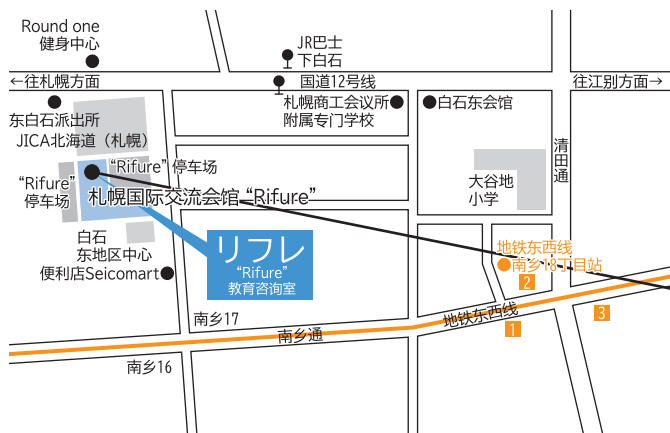 Round one
健身中心
JR巴士
下白石
←往札幌方面
国道12号线
往江别方面→
东白石派出所
札幌商工会议所
附属专门学校
白石东会馆
JICA北海道（札幌）
清田通
“Rifure” 停车场
“Rifure”
停车场
大谷地
小学
札幌国际交流会馆 “Rifure”
白石
东地区中心
便利店Seicomart
リフレ
“Rifure”
教育咨询室
地铁东西线
南乡18丁目站
2
南乡17
地铁东西线
3
1
南乡通
南乡16